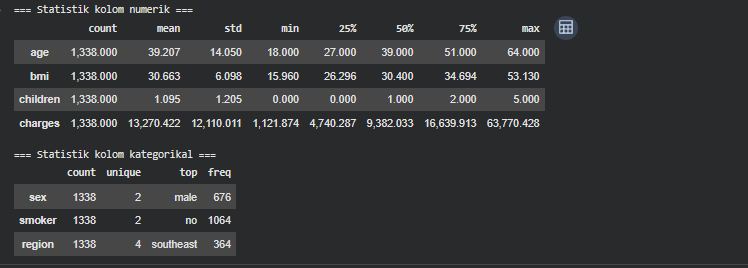 === Statistik kolom numerik ===
count mean std min 25% 50% 75% max
age 1,338.000 39.207 14.050 18.000 27.000 39.000 51.000 64.000
bmi 1,338.000 30.663 6.098 15.960 26.296 30.400 34.694 53.130
children 1,338.000 1.095 1.205 0.000 0.000 1.000 2.000 5.000
charges 1,338.000 13,270.422 12,110.011 1,121.874 4,740.287 9,382.033 16,639.913 63,770.428
=== Statistik kolom kategorikal ===
count unique top freq
sex 1338 2 male 676
smoker 1338 2 no 1064
region 1338 4 southeast 364